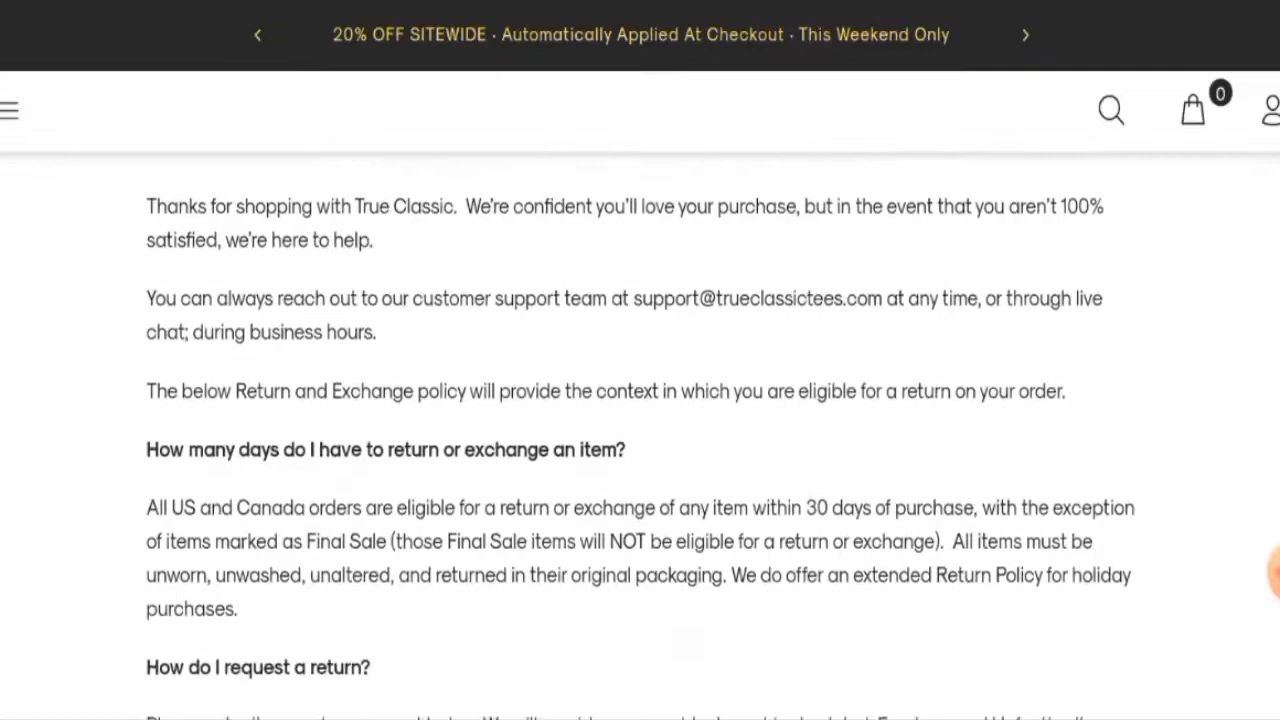 20% OFF SITEWIDE · Automatically Applied At Checkout · This Weekend Only
0
Thanks for shopping with True Classic.  We're confident you'll love your purchase, but in the event that you aren't 100%
satisfied, we're here to help.
You can always reach out to our customer support team at support@trueclassictees.com at any time, or through live
chat; during business hours.
The below Return and Exchange policy will provide the context in which you are eligible for a return on your order.
How many days do I have to return or exchange an item?
All US and Canada orders are eligible for a return or exchange of any item within 30 days of purchase, with the exception
of items marked as Final Sale (those Final Sale items will NOT be eligible for a return or exchange).  All items must be
unworn, unwashed, unaltered, and returned in their original packaging. We do offer an extended Return Policy for holiday
purchases.
How do I request a return?